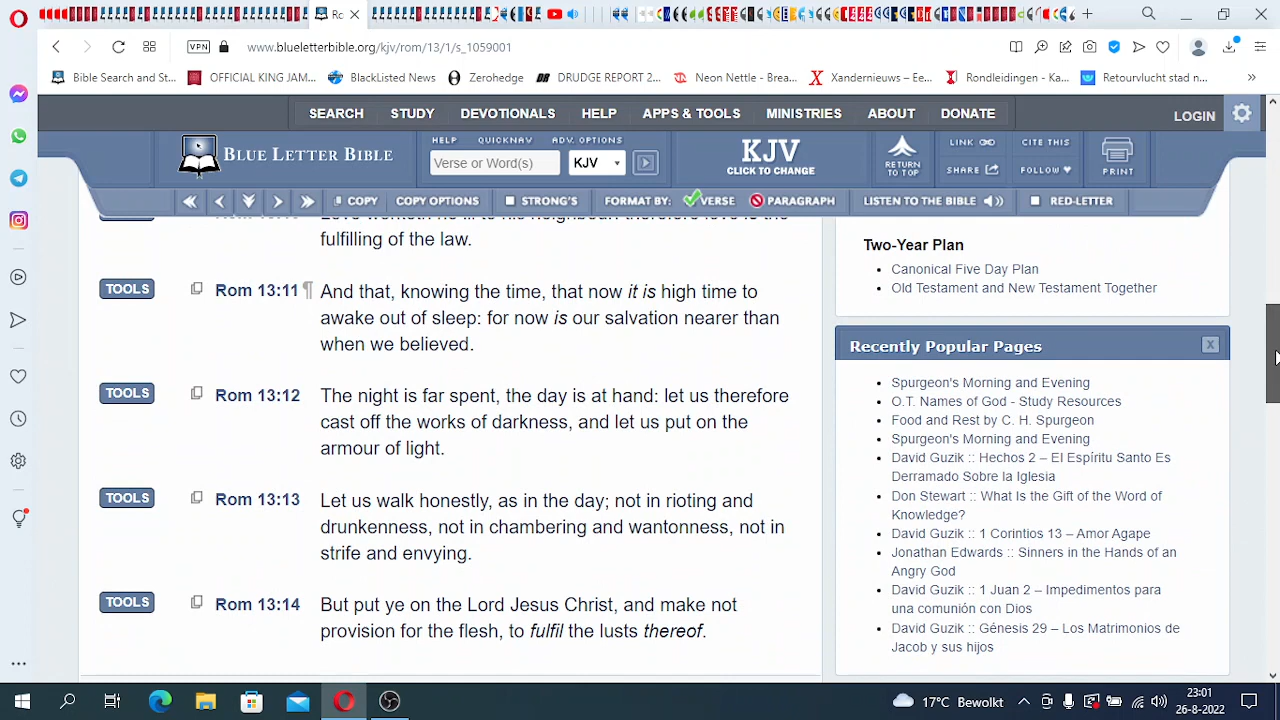 Ro
www.blueletterbible.org/kjv/rom/13/1/s_1059001
VPN
Bible Search and St...
OFFICIAL KING JAM...
BlackListed News
Zerohedge
DRUDGE REPORT 2...
Neon Nettle - Brea...
Xandernieuws – Ee...
Rondleidingen - Ka...
Retourvlucht stad n...
SEARCH STUDY DEVOTIONALS HELP APPS & TOOLS MINISTRIES ABOUT DONATE LOGIN
BLUE LETTER BIBLE
HELP QUICKNAV ADV. OPTIONS
Verse or Word(s) KJV
KJV
CLICK TO CHANGE
RETURN
TO TOP
LINK CITE THIS
SHARE FOLLOW
PRINT
COPY COPY OPTIONS STRONG'S FORMAT BY: VERSE PARAGRAPH LISTEN TO THE BIBLE RED-LETTER
fulfilling of the law.
TOOLS Rom 13:11 ¶ And that, knowing the time, that now it is high time to
awake out of sleep: for now is our salvation nearer than
when we believed.
TOOLS Rom 13:12 The night is far spent, the day is at hand: let us therefore
cast off the works of darkness, and let us put on the
armour of light.
TOOLS Rom 13:13 Let us walk honestly, as in the day; not in rioting and
drunkenness, not in chambering and wantonness, not in
strife and envying.
TOOLS Rom 13:14 But put ye on the Lord Jesus Christ, and make not
provision for the flesh, to fulfil the lusts thereof.
Two-Year Plan
Canonical Five Day Plan
Old Testament and New Testament Together
Recently Popular Pages X
Spurgeon's Morning and Evening
O.T. Names of God - Study Resources
Food and Rest by C. H. Spurgeon
Spurgeon's Morning and Evening
David Guzik :: Hechos 2 – El Espíritu Santo Es
Derramado Sobre la Iglesia
Don Stewart :: What Is the Gift of the Word of
Knowledge?
David Guzik :: 1 Corintios 13 – Amor Agape
Jonathan Edwards :: Sinners in the Hands of an
Angry God
David Guzik :: 1 Juan 2 – Impedimentos para
una comunión con Dios
David Guzik :: Génesis 29 – Los Matrimonios de
Jacob y sus hijos
17°C Bewolkt
23:01
26-8-2022